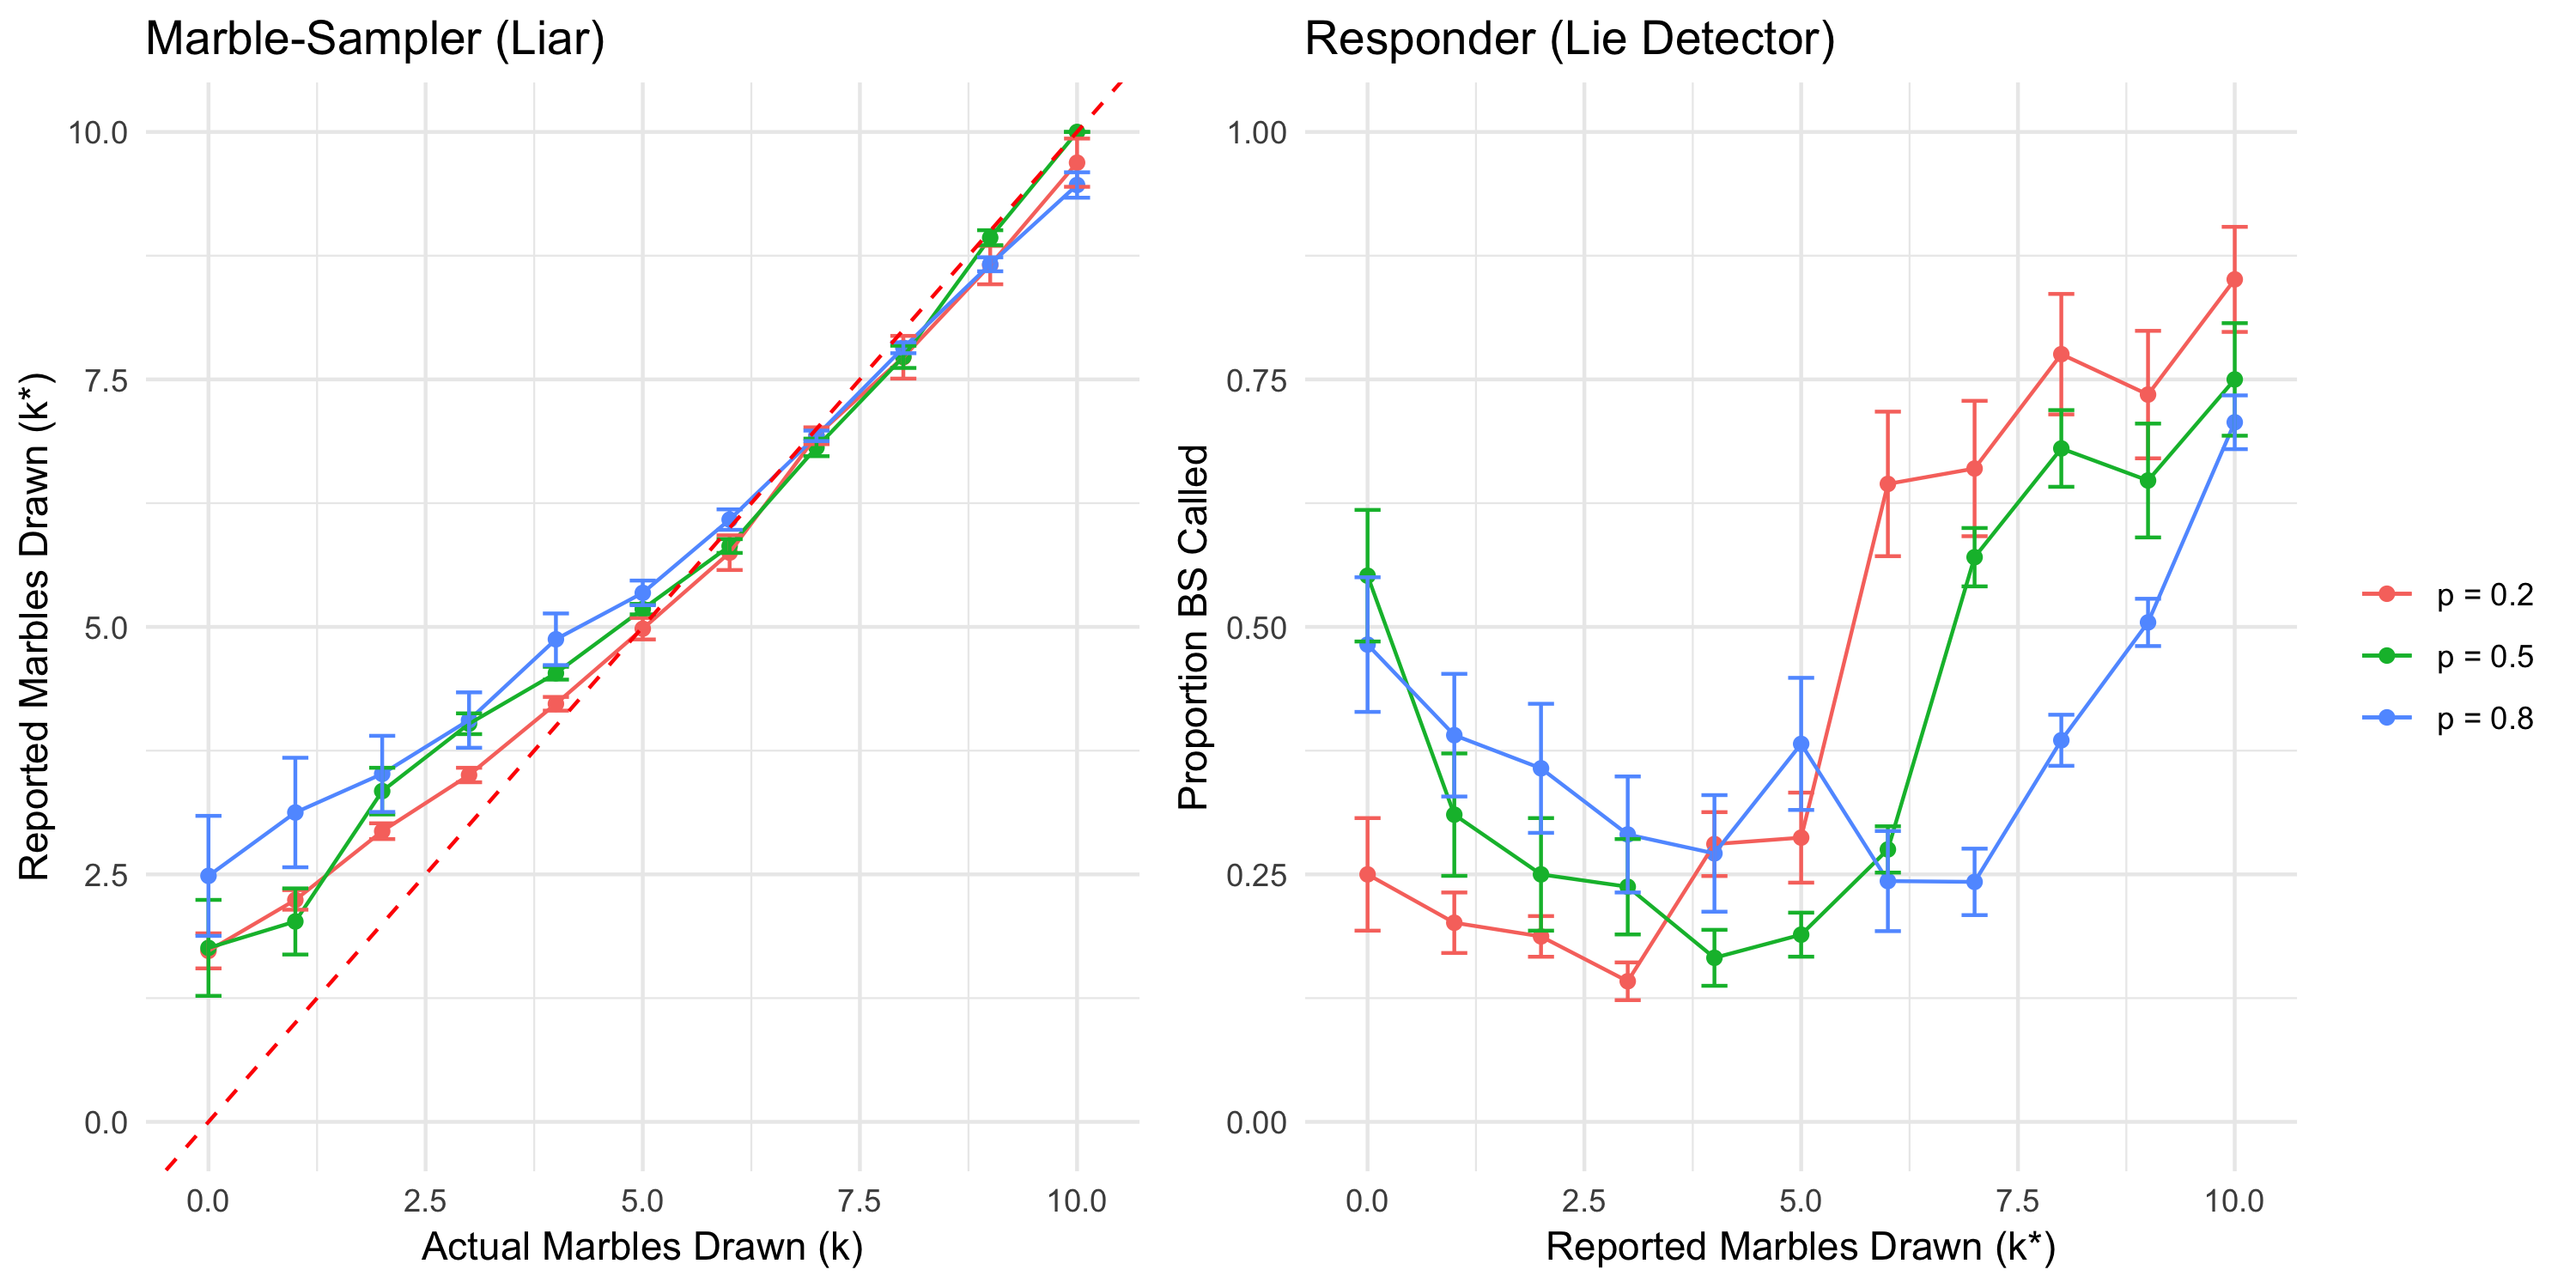 Marble-Sampler (Liar)
Reported Marbles Drawn (k*)
10.0
7.5
5.0
2.5
0.0
0.0 2.5 5.0 7.5 10.0
Actual Marbles Drawn (k)
Responder (Lie Detector)
Proportion BS Called
1.00
0.75
0.50
0.25
0.00
0.0 2.5 5.0 7.5 10.0
Reported Marbles Drawn (k*)
p = 0.2
p = 0.5
p = 0.8